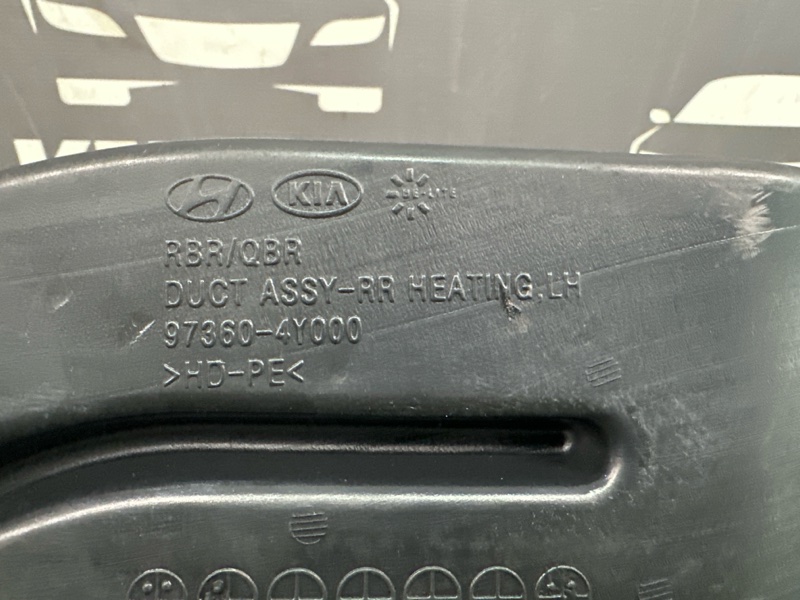 KIA
RBR/QBR
DUCT ASSY-RR HEATING,LH
97360-4Y000
>HD-PE<